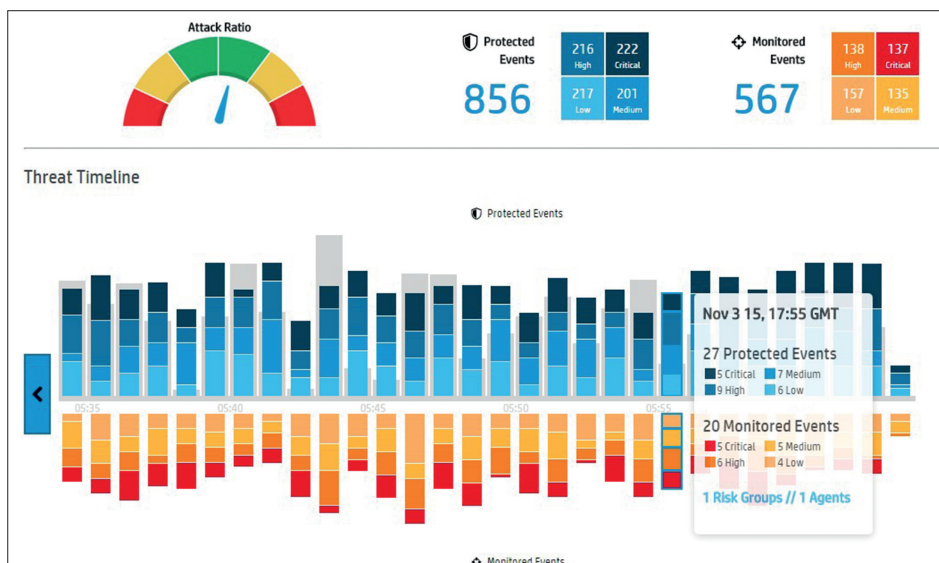 Attack Ratio
Protected
Events
856
216
High
222
Critical
217
Low
201
Medium
Monitored
Events
567
138
High
137
Critical
157
Low
135
Medium
Threat Timeline
Protected Events
05:35
05:40
05:45
05:50
05:55
Nov 3 15, 17:55 GMT
27 Protected Events
5 Critical
7 Medium
9 High
6 Low
20 Monitored Events
5 Critical
5 Medium
6 High
4 Low
1 Risk Groups // 1 Agents
Monitored Events